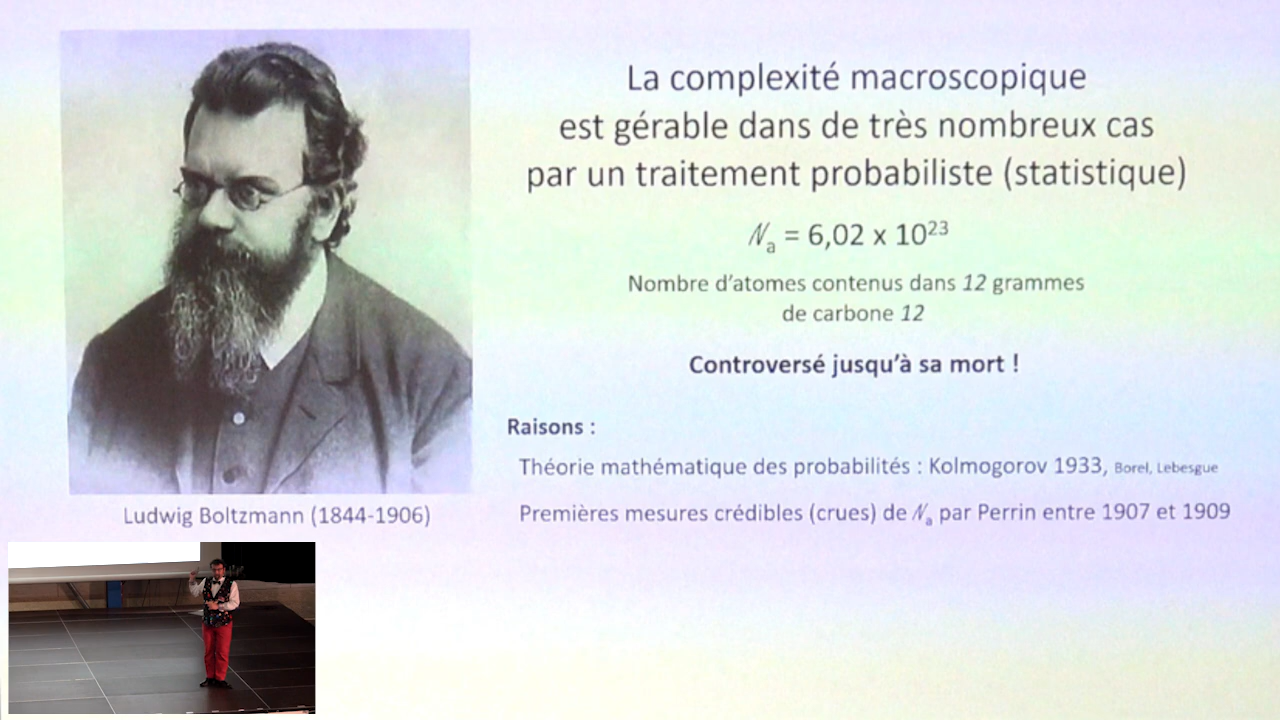 La complexité macroscopique
est gérable dans de très nombreux cas
par un traitement probabiliste (statistique)
𝒩a = 6,02 x 10²³
Nombre d'atomes contenus dans 12 grammes
de carbone 12
Controversé jusqu'à sa mort !
Raisons :
Théorie mathématique des probabilités : Kolmogorov 1933, Borel, Lebesgue
Premières mesures crédibles (crues) de 𝒩a par Perrin entre 1907 et 1909
Ludwig Boltzmann (1844-1906)